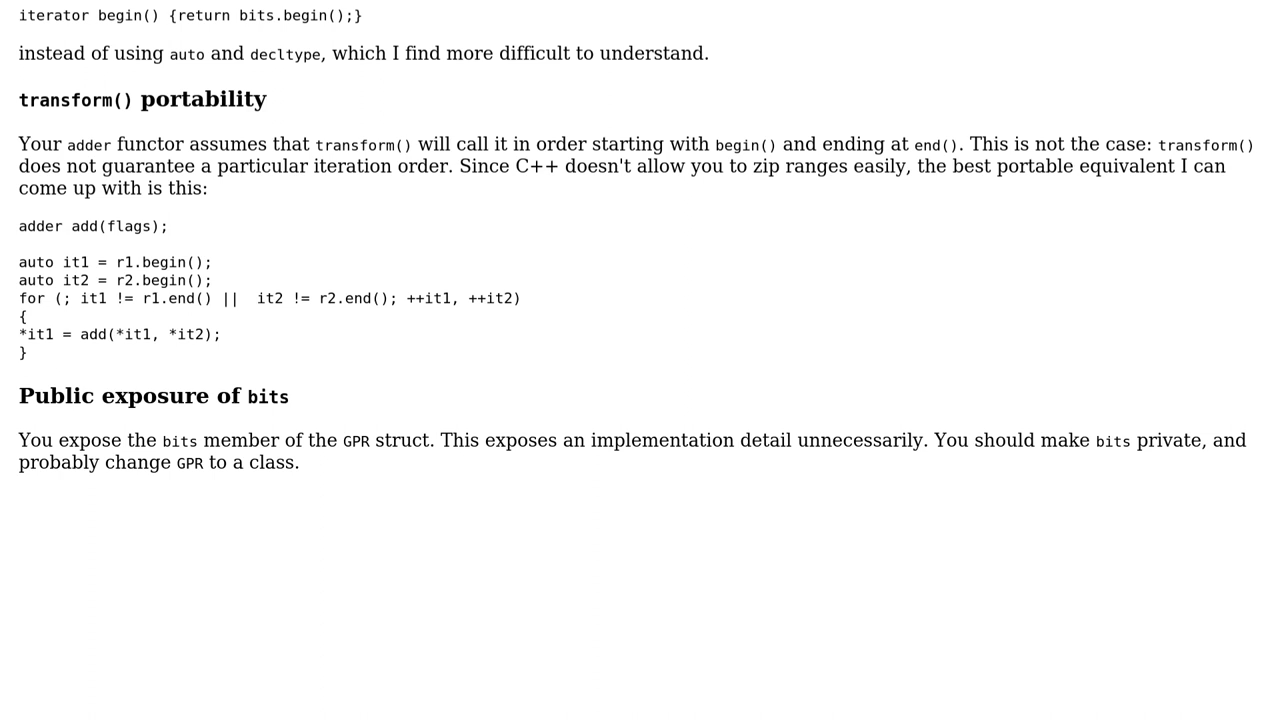 iterator begin() {return bits.begin();}
instead of using auto and decltype, which I find more difficult to understand.
transform() portability
Your adder functor assumes that transform() will call it in order starting with begin() and ending at end(). This is not the case: transform()
does not guarantee a particular iteration order. Since C++ doesn't allow you to zip ranges easily, the best portable equivalent I can
come up with is this:
adder add(flags);
auto it1 = r1.begin();
auto it2 = r2.begin();
for (; it1 != r1.end() ||  it2 != r2.end(); ++it1, ++it2)
{
*it1 = add(*it1, *it2);
}
Public exposure of bits
You expose the bits member of the GPR struct. This exposes an implementation detail unnecessarily. You should make bits private, and
probably change GPR to a class.